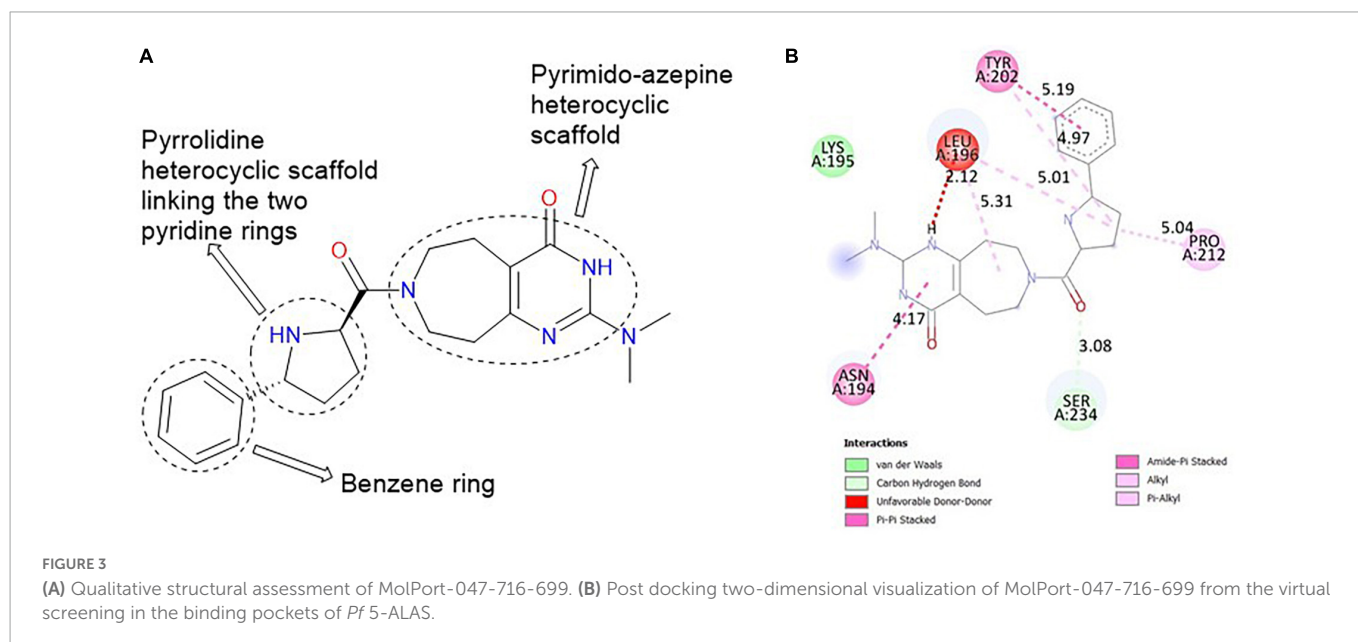 A
Pyrrolidine
heterocyclic scaffold
linking the two
pyridine rings
Pyrimido-azepine
heterocyclic
scaffold
O
O
N
NH
N
N
HN
Benzene ring
B
TYR
A:202
5.19
4.97
LEU
A:196
2.12
LYS
A:195
5.01
5.31
5.04
PRO
A:212
H
N
N
N
N
N
O
O
4.17
3.08
ASN
A:194
SER
A:234
Interactions
van der Waals
Carbon Hydrogen Bond
Unfavorable Donor-Donor
Pi-Pi Stacked
Amide-Pi Stacked
Alkyl
Pi-Alkyl
FIGURE 3
(A) Qualitative structural assessment of MolPort-047-716-699. (B) Post docking two-dimensional visualization of MolPort-047-716-699 from the virtual
screening in the binding pockets of Pf 5-ALAS.